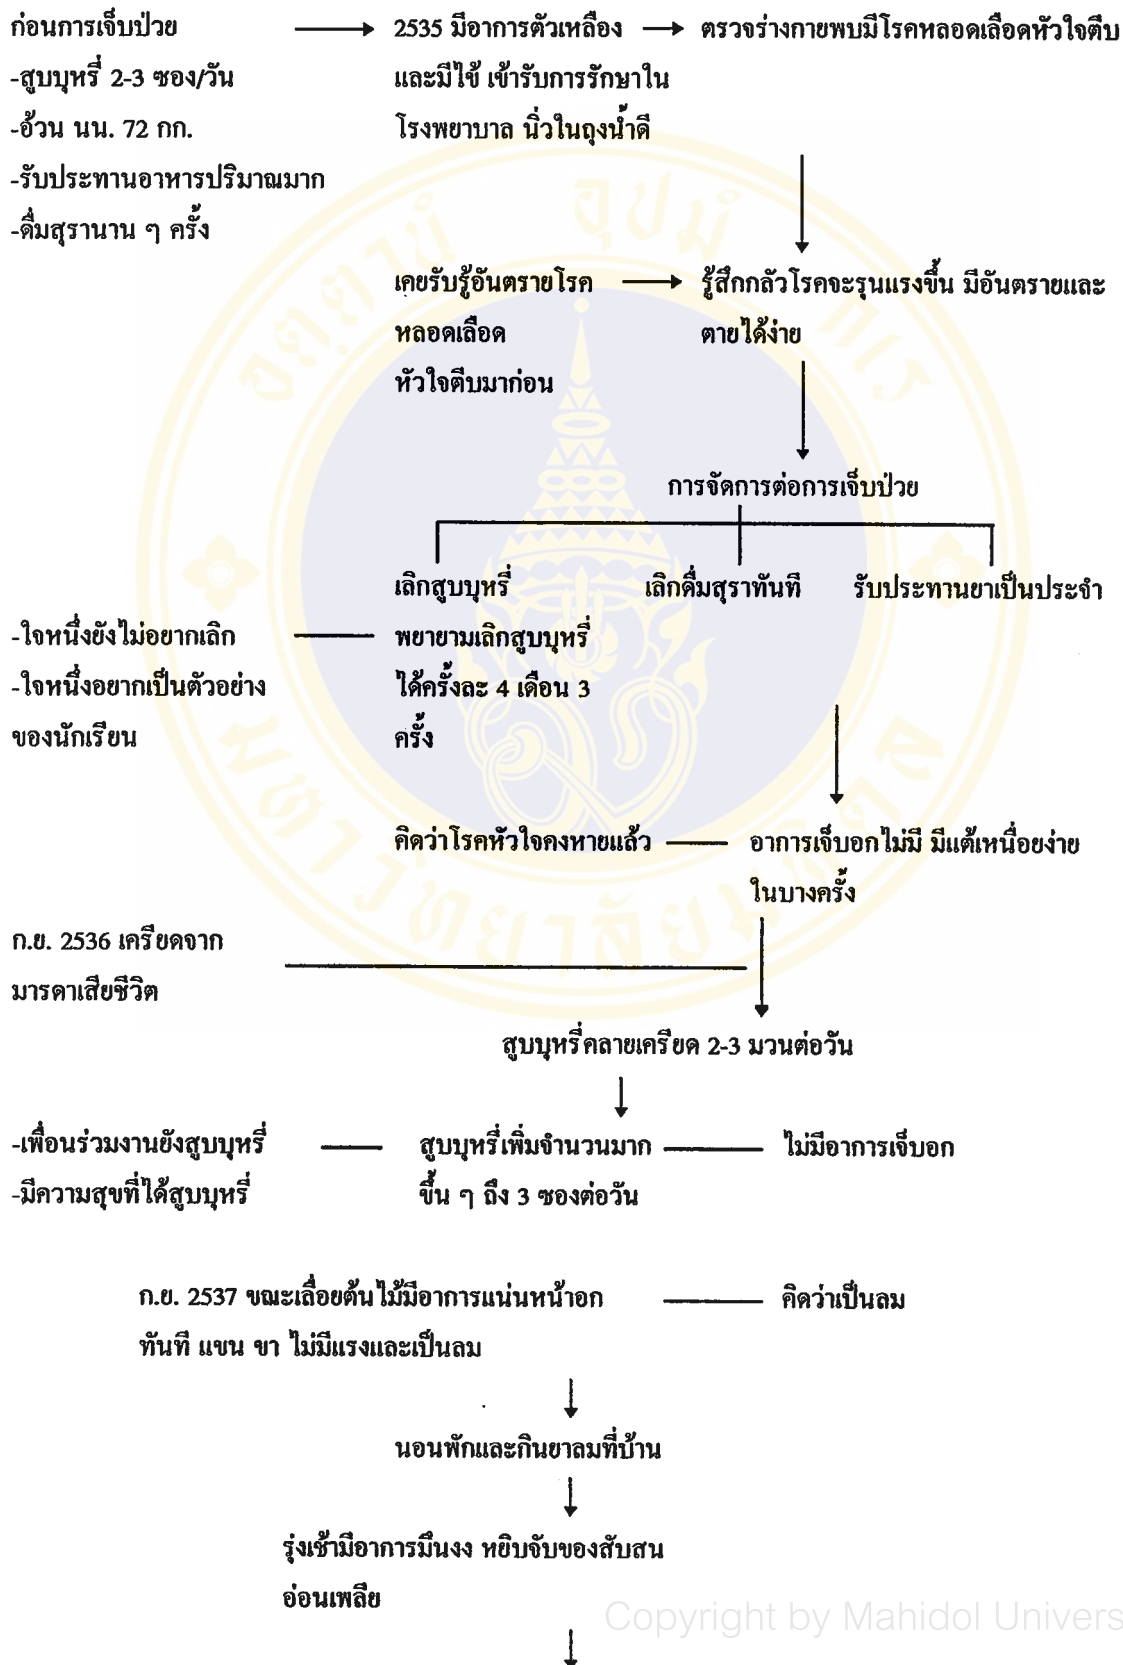 ก่อนการเจ็บป่วย
-สูบบุหรี่ 2-3 ซอง/วัน
-อ้วน นน. 72 กก.
-รับประทานอาหารปริมาณมาก
-ดื่มสุรานาน ๆ ครั้ง
2535 มีอาการตัวเหลือง
และมีไข้ เข้ารับการรักษาใน
โรงพยาบาล นิ่วในถุงน้ำดี
ตรวจร่างกายพบมีโรคหลอดเลือดหัวใจตีบ
เคยรับรู้อันตรายโรค
หลอดเลือด
หัวใจตีบมาก่อน
รู้สึกกลัวโรคจะรุนแรงขึ้น มีอันตรายและ
ตายได้ง่าย
การจัดการต่อการเจ็บป่วย
เลิกสูบบุหรี่
เลิกดื่มสุราทันที
รับประทานยาเป็นประจำ
-ใจหนึ่งยังไม่อยากเลิก
-ใจหนึ่งอยากเป็นตัวอย่าง
ของนักเรียน
พยายามเลิกสูบบุหรี่
ได้ครั้งละ 4 เดือน 3
ครั้ง
คิดว่าโรคหัวใจคงหายแล้ว
อาการเจ็บอกไม่มี มีแต่เหนื่อยง่าย
ในบางครั้ง
ก.ย. 2536 เครียดจาก
มารดาเสียชีวิต
สูบบุหรี่คลายเครียด 2-3 มวนต่อวัน
-เพื่อนร่วมงานยังสูบบุหรี่
-มีความสุขที่ได้สูบบุหรี่
สูบบุหรี่เพิ่มจำนวนมาก
ขึ้น ๆ ถึง 3 ซองต่อวัน
ไม่มีอาการเจ็บอก
ก.ย. 2537 ขณะเลื่อยต้นไม้มีอาการแน่นหน้าอก
ทันที แขน ขา ไม่มีแรงและเป็นลม
คิดว่าเป็นลม
นอนพักและกินยาลมที่บ้าน
รุ่งเช้ามีอาการมึนงง หยิบจับของสับสน
อ่อนเพลีย
อตฺตานํ อุปมํ กเร
มหาวิทยาลัยมหิดล
Copyright by Mahidol Univers